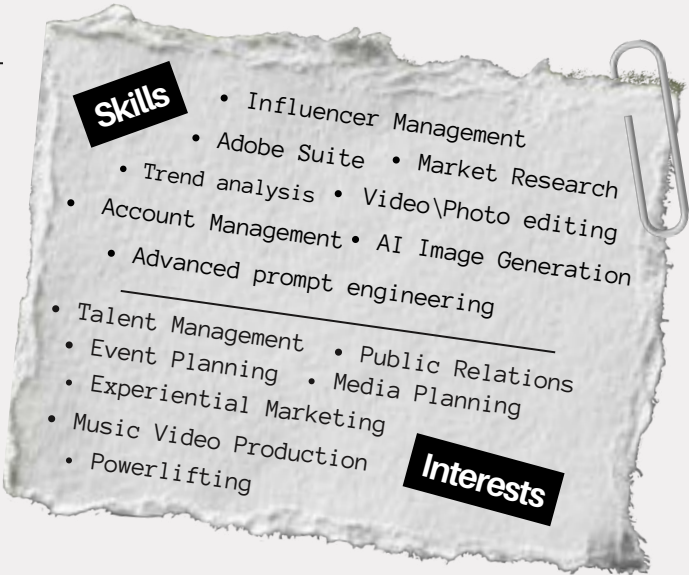 Skills
• Influencer Management
• Adobe Suite • Market Research
• Trend analysis • Video\Photo editing
• Account Management • AI Image Generation
• Advanced prompt engineering
• Talent Management • Public Relations
• Event Planning • Media Planning
• Experiential Marketing
• Music Video Production
• Powerlifting
Interests